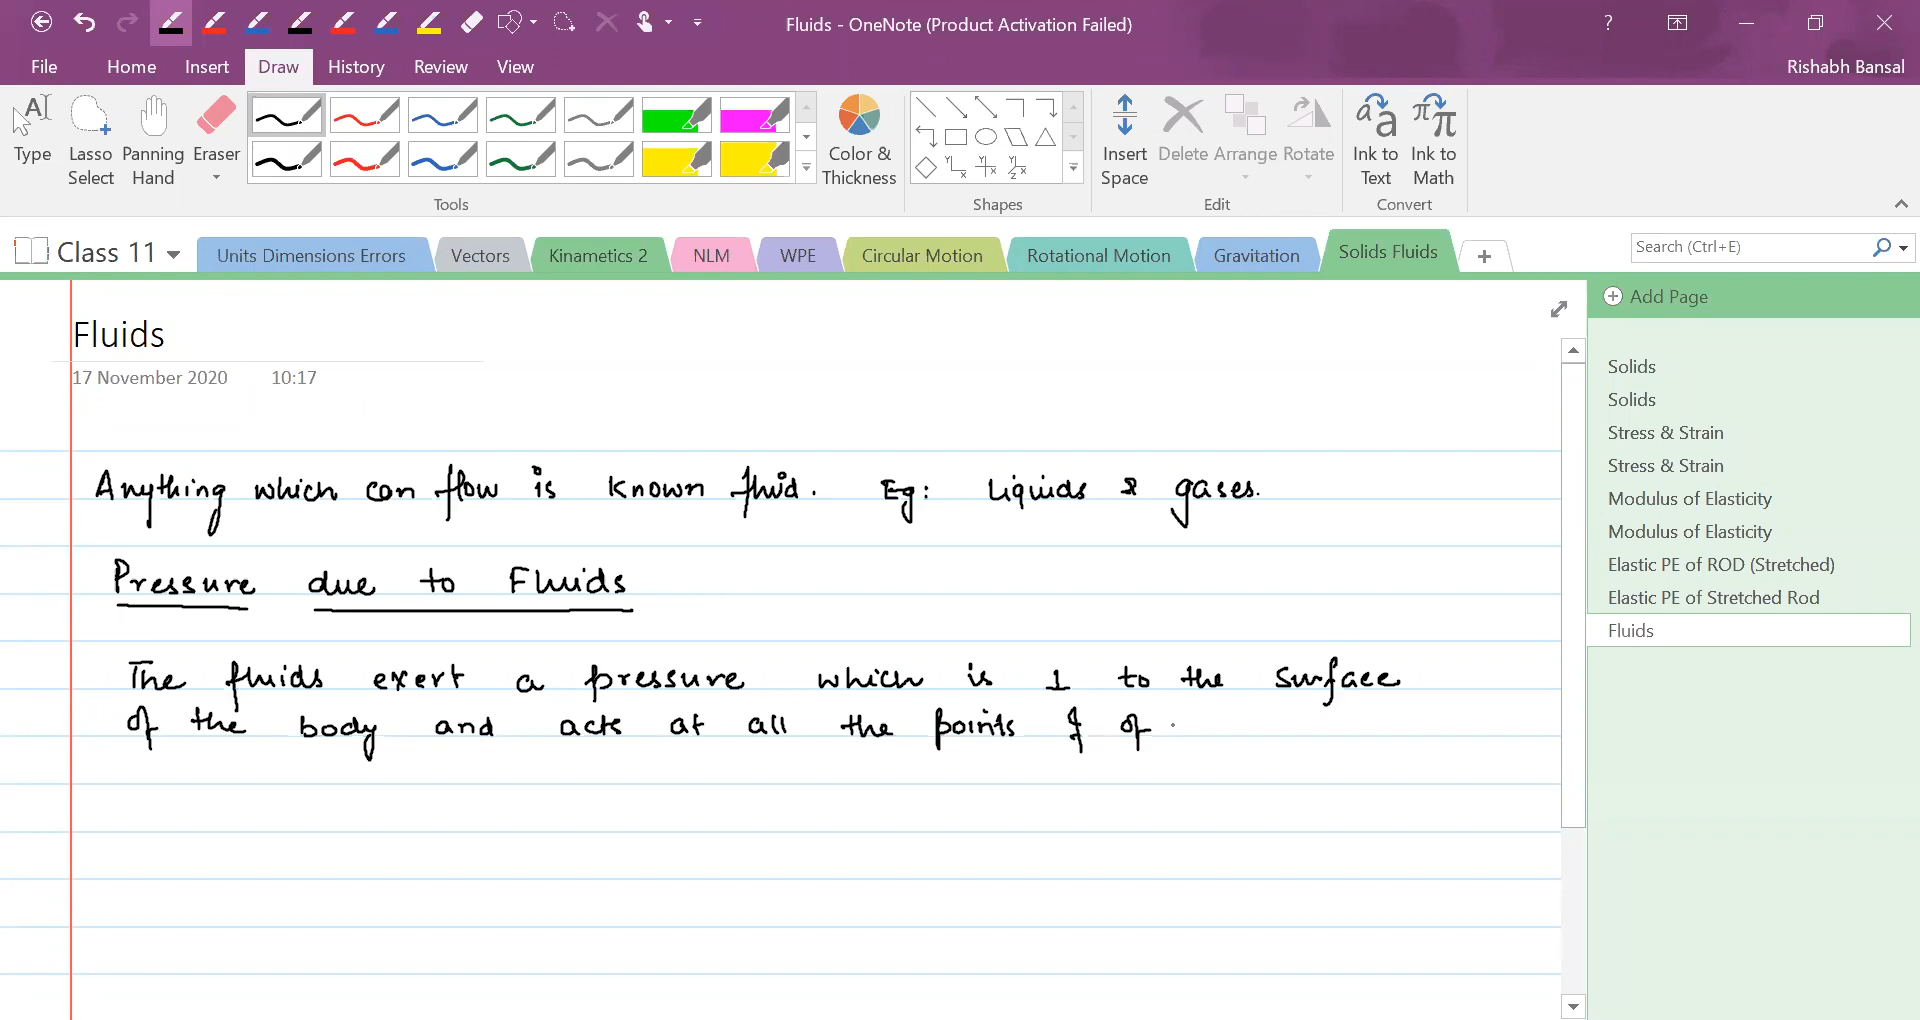 Fluids - OneNote (Product Activation Failed)
?
File Home Insert Draw History Review View
Rishabh Bansal
Type
Lasso Select
Panning Hand
Eraser
Color & Thickness
Insert Space
Delete
Arrange
Rotate
Ink to Text
Ink to Math
Tools
Shapes
Edit
Convert
Class 11
Units Dimensions Errors
Vectors
Kinametics 2
NLM
WPE
Circular Motion
Rotational Motion
Gravitation
Solids Fluids
Search (Ctrl+E)
Add Page
Solids
Solids
Stress & Strain
Stress & Strain
Modulus of Elasticity
Modulus of Elasticity
Elastic PE of ROD (Stretched)
Elastic PE of Stretched Rod
Fluids
Fluids
17 November 2020 10:17
Anything which can flow is known fluid. Eg: Liquids & gases.
Pressure due to Fluids
The fluids exert a pressure which is ⊥ to the surface
of the body and acts at all the points of